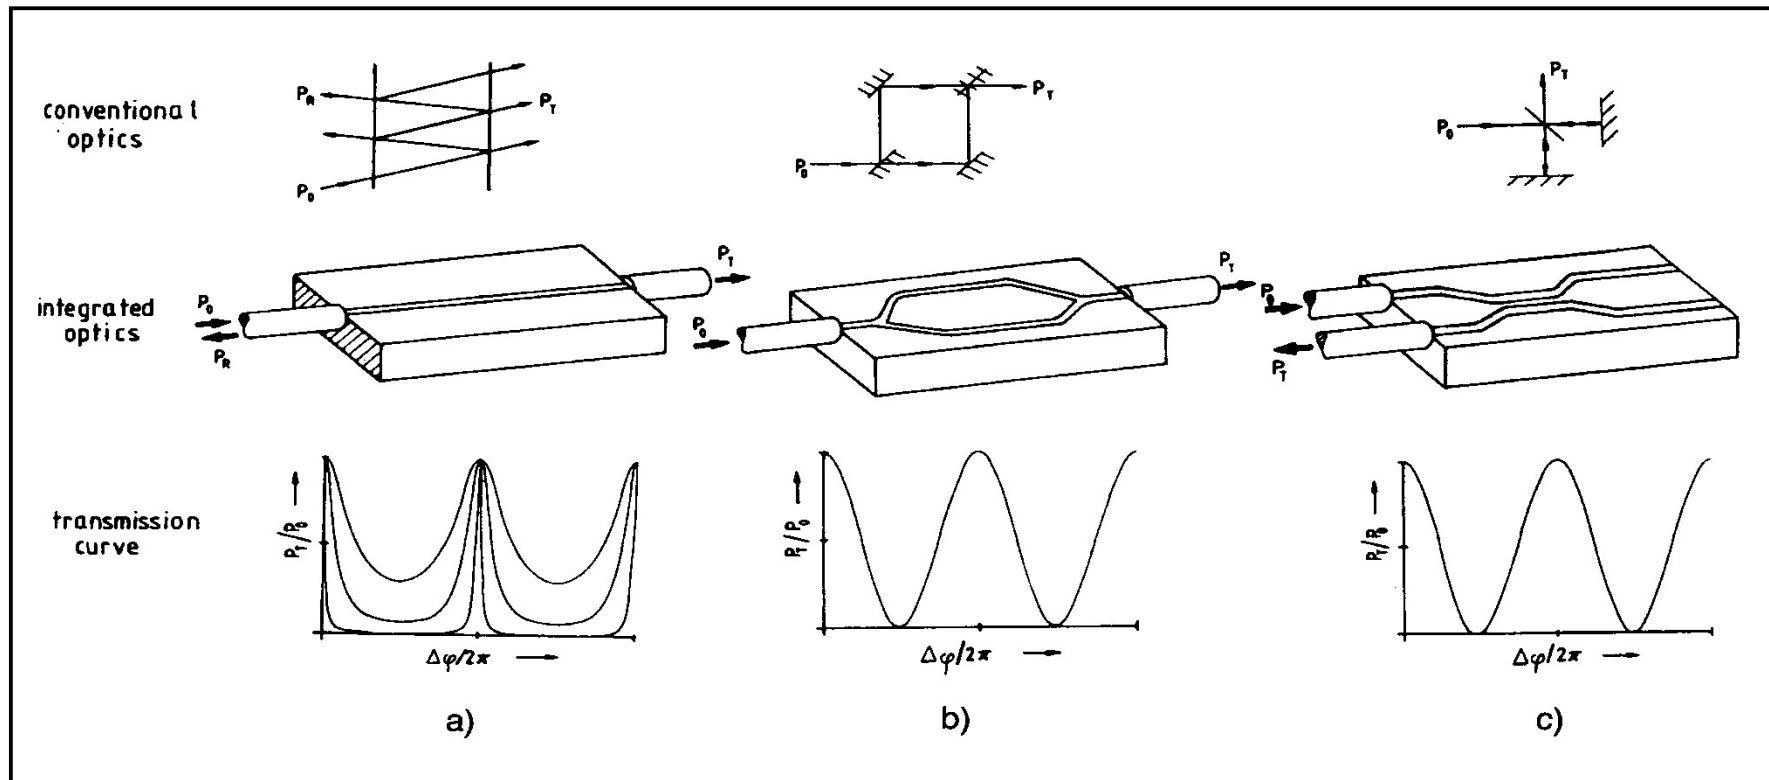 conventional
optics
P_R
P_T
P_0
P_T
P_0
P_T
P_0
integrated
optics
P_0
P_R
P_T
P_0
P_T
P_0
P_T
transmission
curve
P_T/P_0
Δφ/2π
P_T/P_0
Δφ/2π
P_T/P_0
Δφ/2π
a)
b)
c)